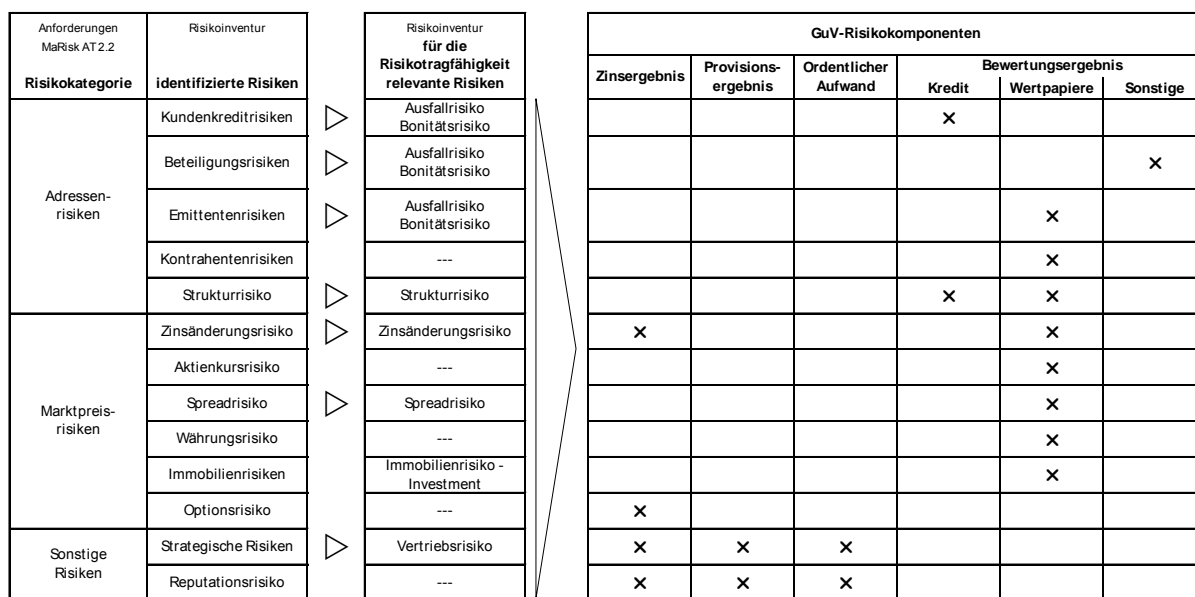 Anforderungen
MaRisk AT 2.2
Risikokategorie
Risikoinventur
identifizierte Risiken
Risikoinventur
für die
Risikotragfähigkeit
relevante Risiken
GuV-Risikokomponenten
Zinsergebnis
Provisions-
ergebnis
Ordentlicher
Aufwand
Bewertungsergebnis
Kredit
Wertpapiere
Sonstige
Adressen-
risiken
Kundenkreditrisiken
Ausfallrisiko
Bonitätsrisiko
×
Beteiligungsrisiken
Ausfallrisiko
Bonitätsrisiko
×
Emittentenrisiken
Ausfallrisiko
Bonitätsrisiko
×
Kontrahentenrisiken
---
×
Strukturrisiko
Strukturrisiko
× ×
Marktpreis-
risiken
Zinsänderungsrisiko
Zinsänderungsrisiko
× ×
Aktienkursrisiko
---
×
Spreadrisiko
Spreadrisiko
×
Währungsrisiko
---
×
Immobilienrisiken
Immobilienrisiko -
Investment
×
Optionsrisiko
---
×
Sonstige
Risiken
Strategische Risiken
Vertriebsrisiko
× × ×
Reputationsrisiko
---
× × ×